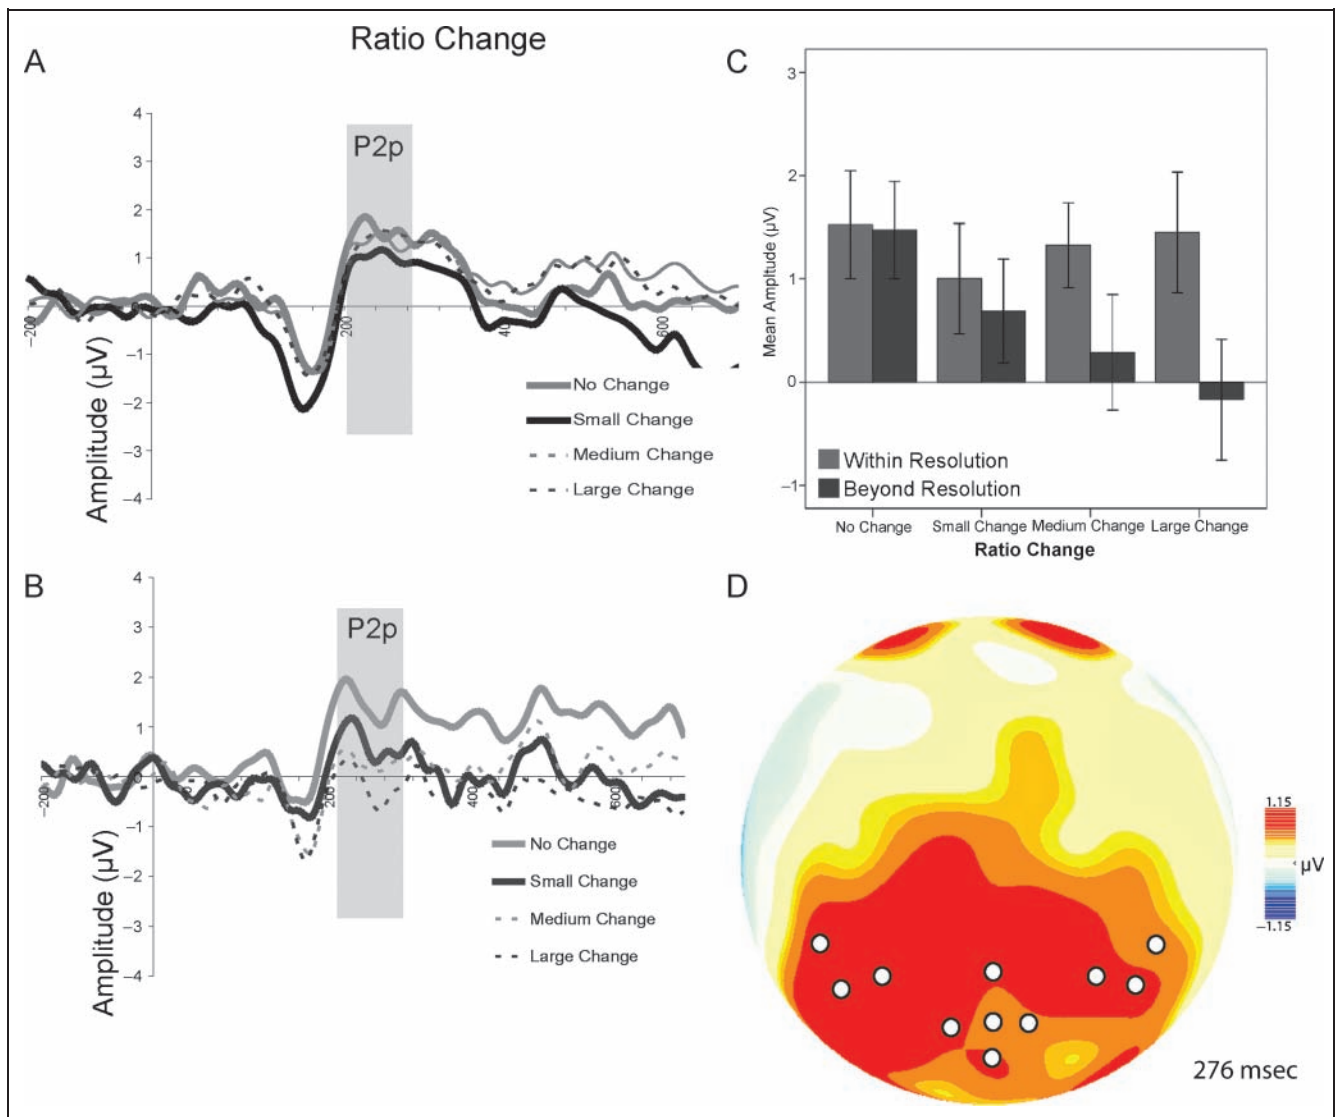 Ratio Change
A
4
3
2
1
−1
−2
−3
−4
P2p
Amplitude (µV)
−200
200
40
600
No Change
Small Change
Medium Change
Large Change
B
4
3
2
1
0
−1
−2
−3
−4
P2p
Amplitude (µV)
−200
200
400
600
No Change
Small Change
Medium Change
Large Change
C
3
2
1
0
−1
Mean Ampltude (µV)
Within Resolution
Beyond Resolution
No Change Small Change Medium Change Large Change
Ratio Change
D
1.15
µV
−1.15
276 msec